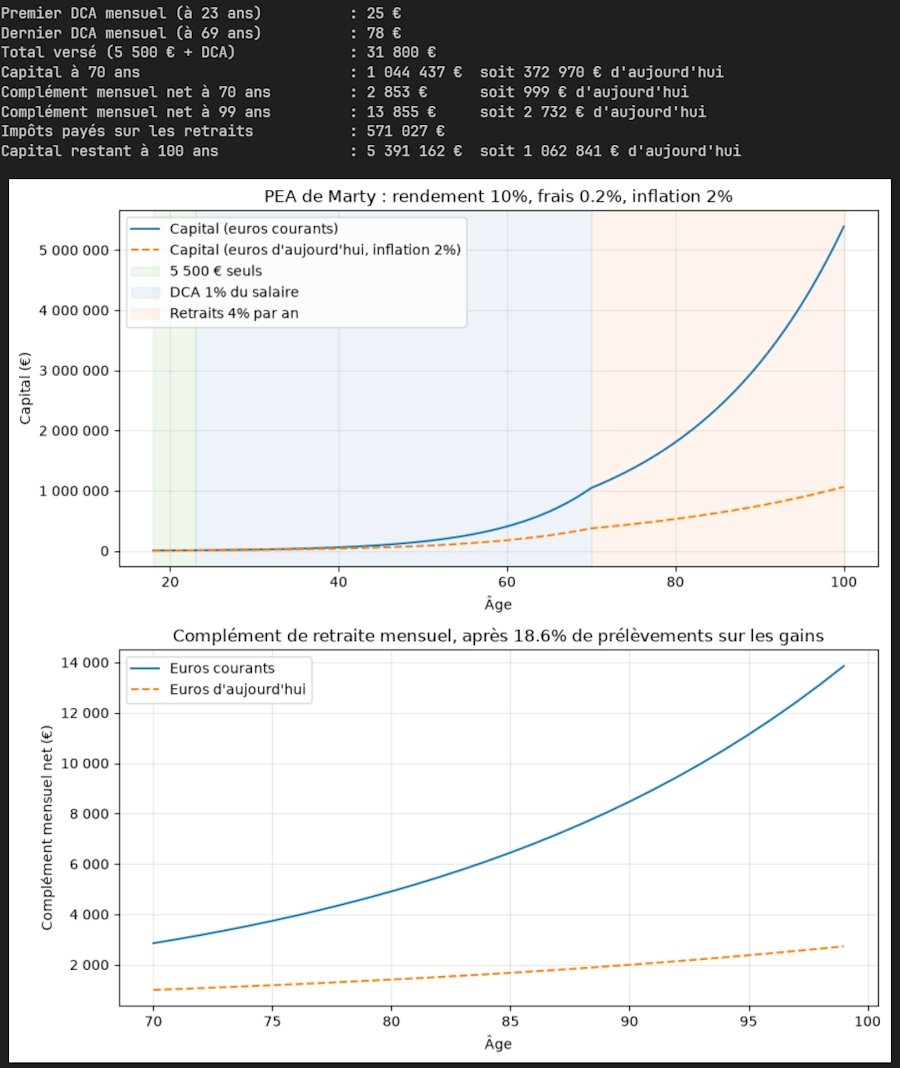 Premier DCA mensuel (à 23 ans) : 25 €
Dernier DCA mensuel (à 69 ans) : 78 €
Total versé (5 500 € + DCA) : 31 800 €
Capital à 70 ans : 1 044 437 € soit 372 970 € d'aujourd'hui
Complément mensuel net à 70 ans : 2 853 € soit 999 € d'aujourd'hui
Complément mensuel net à 99 ans : 13 855 € soit 2 732 € d'aujourd'hui
Impôts payés sur les retraits : 571 027 €
Capital restant à 100 ans : 5 391 162 € soit 1 062 841 € d'aujourd'hui
PEA de Marty : rendement 10%, frais 0.2%, inflation 2%
Capital (euros courants)
Capital (euros d'aujourd'hui, inflation 2%)
5 500 € seuls
DCA 1% du salaire
Retraits 4% par an
Capital (€)
5 000 000
4 000 000
3 000 000
2 000 000
1 000 000
0
20 40 60 80 100
Âge
Complément de retraite mensuel, après 18.6% de prélèvements sur les gains
Euros courants
Euros d'aujourd'hui
Complément mensuel net (€)
14 000
12 000
10 000
8 000
6 000
4 000
2 000
70 75 80 85 90 95 100
Âge